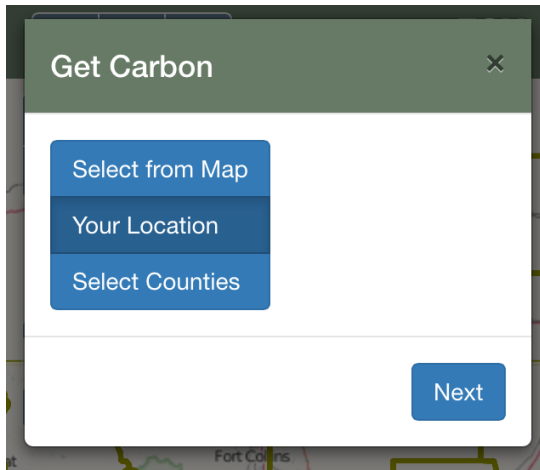 Get Carbon ×
Select from Map
Your Location
Select Counties
Next
Fort Collins